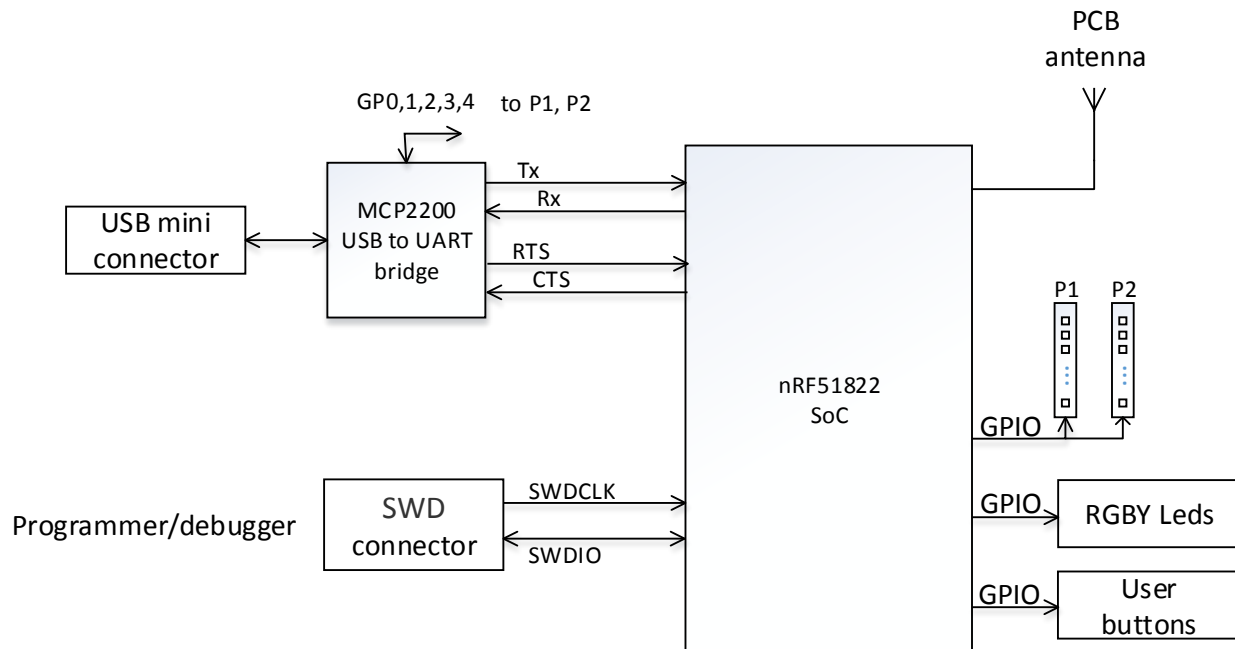 PCB
antenna
GP0,1,2,3,4 to P1, P2
Tx
Rx
MCP2200
USB to UART
bridge
USB mini
connector
RTS
CTS
P1 P2
nRF51822
SoC
GPIO
SWDCLK
SWD
connector
Programmer/debugger
SWDIO
GPIO
RGBY Leds
GPIO
User
buttons